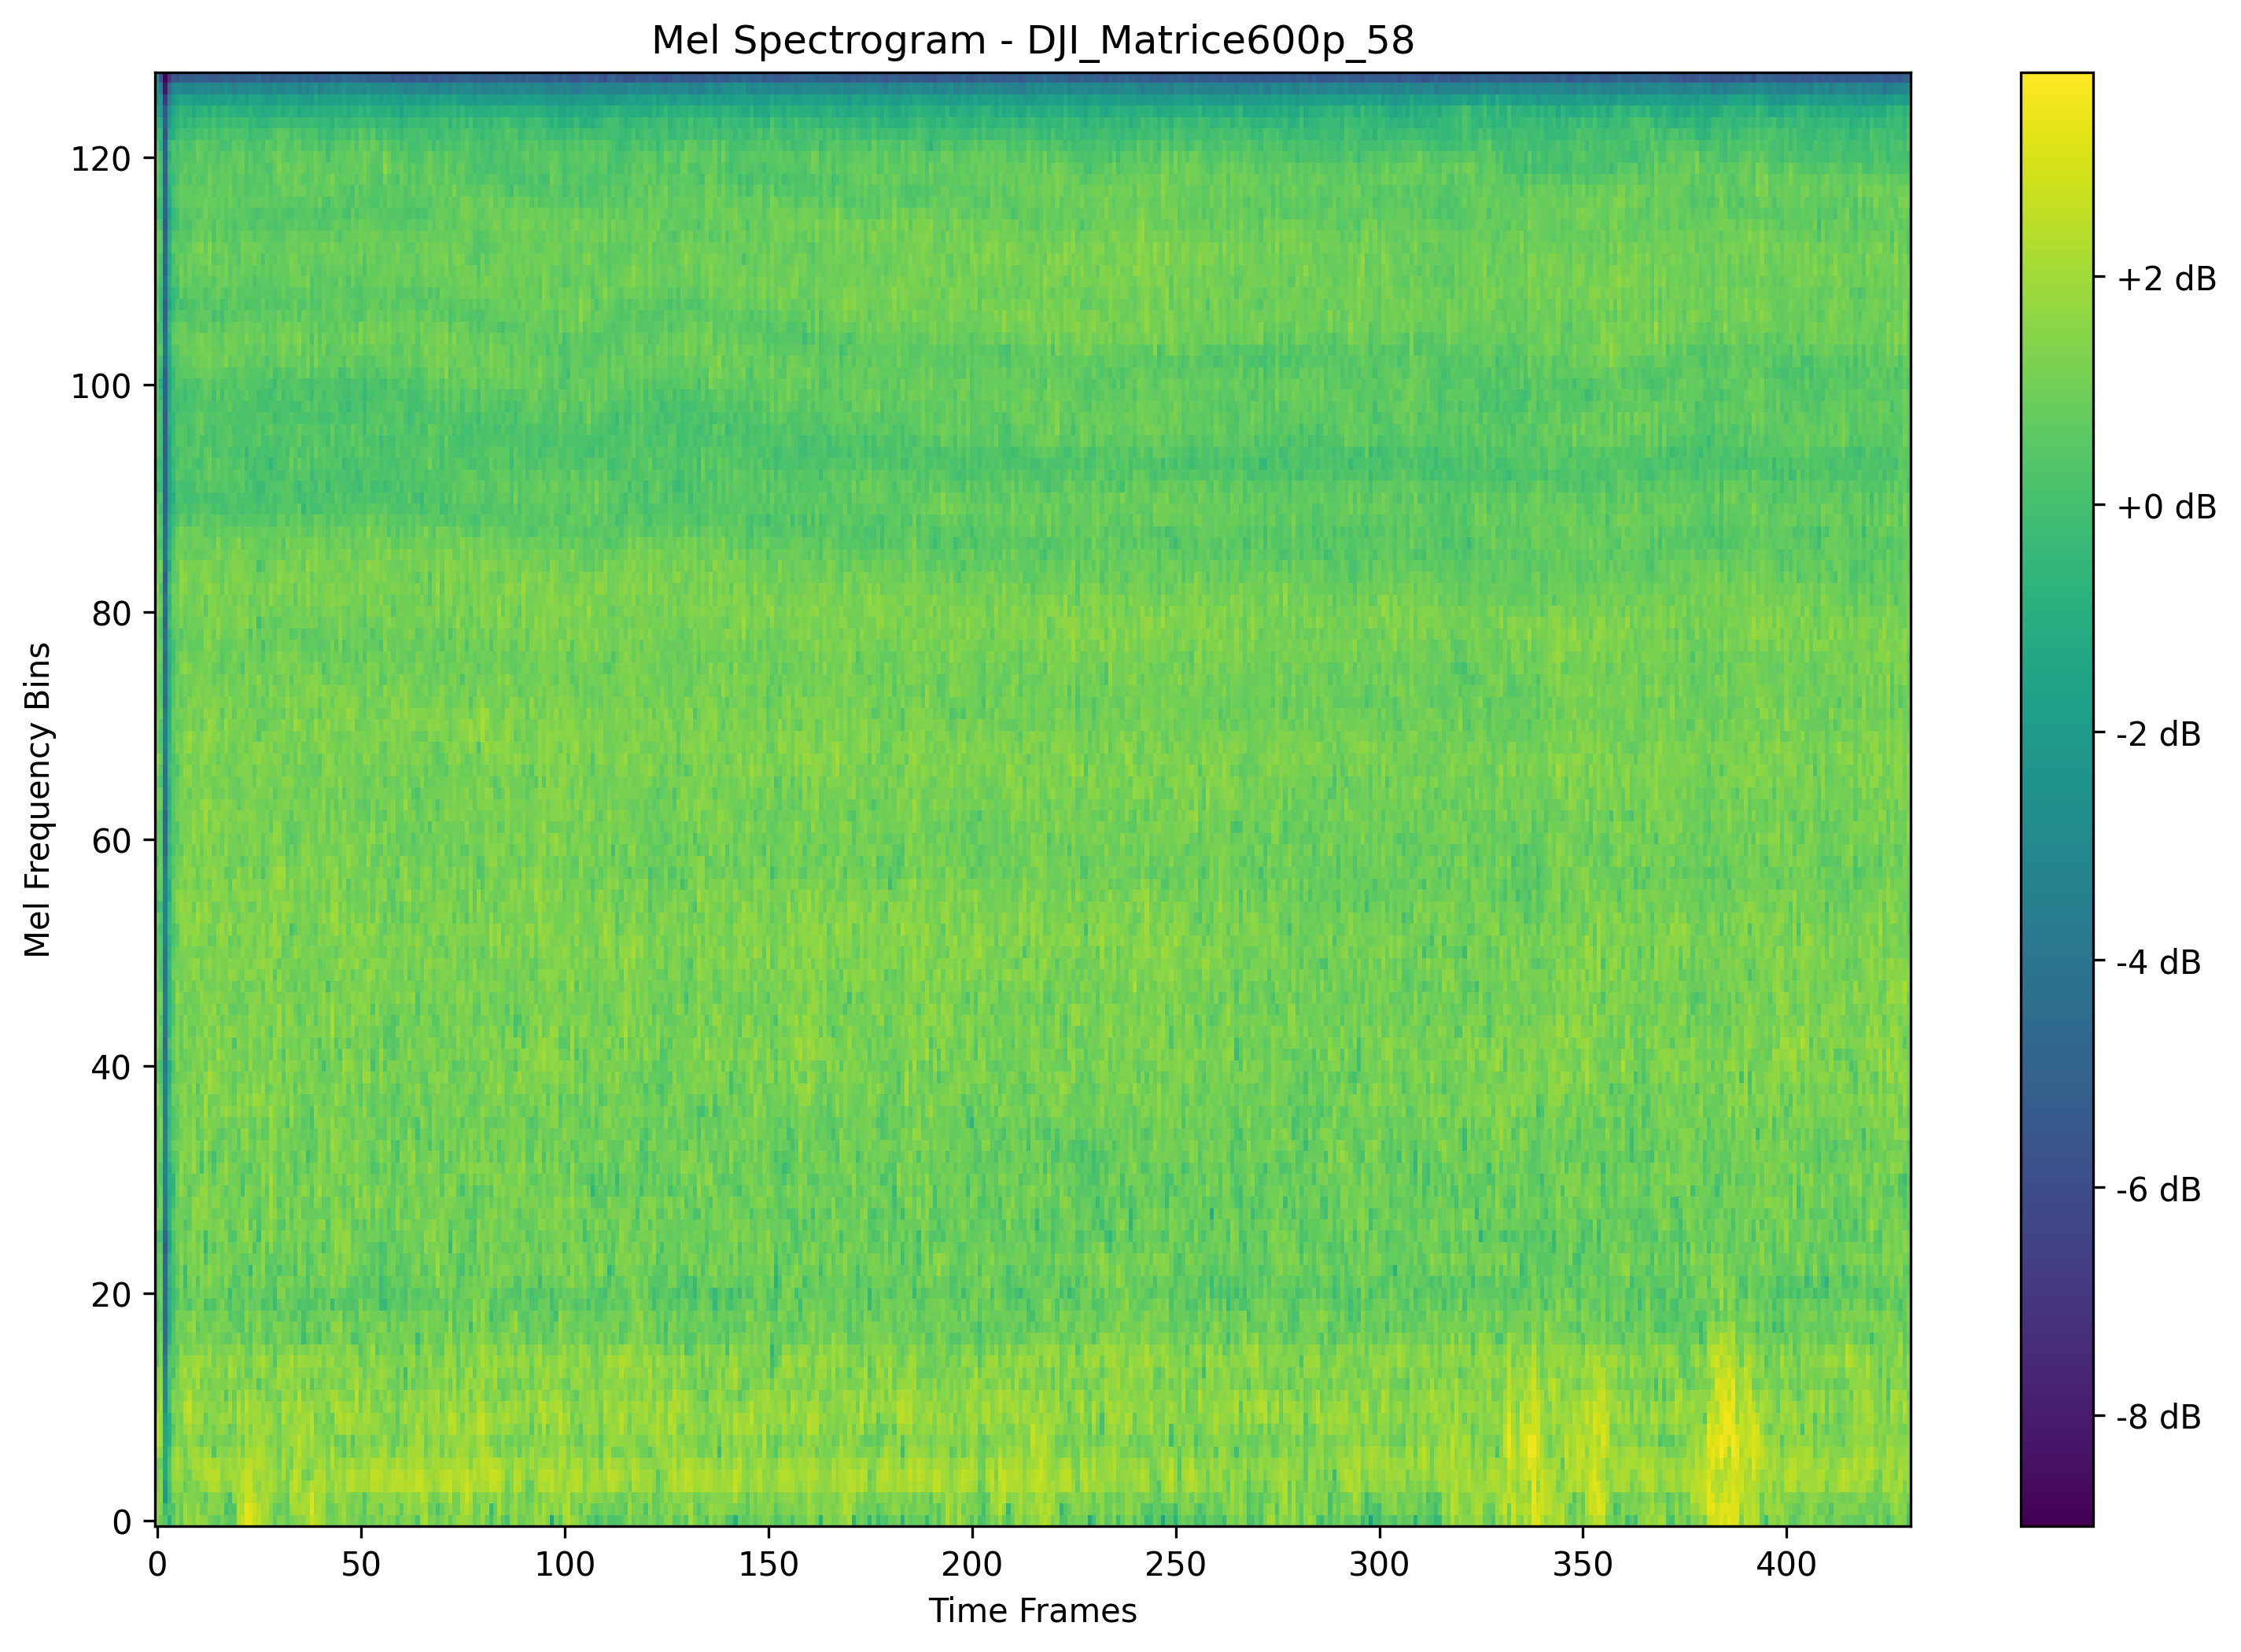 Mel Spectrogram - DJI_Matrice600p_58
Mel Frequency Bins
120
100
80
60
40
20
0
0 50 100 150 200 250 300 350 400
Time Frames
+2 dB
+0 dB
-2 dB
-4 dB
-6 dB
-8 dB